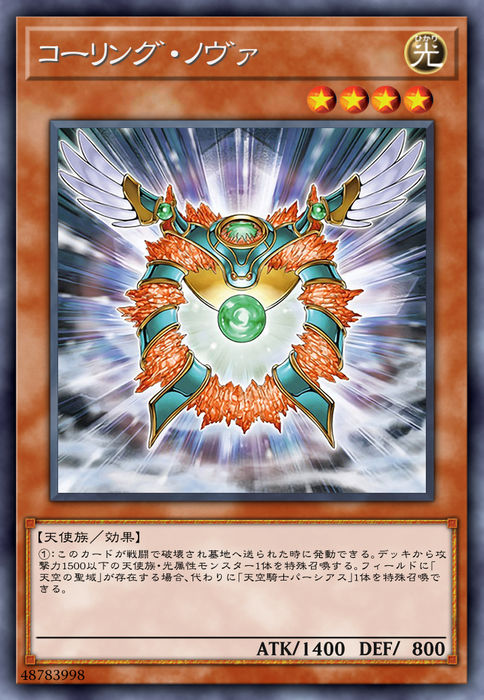 コーリング・ノヴァ
ひかり
光
【天使族／効果】
①:このカードが戦闘で破壊され墓地へ送られた時に発動できる。デッキから攻
撃力1500以下の天使族・光属性モンスター1体を特殊召喚する。フィールドに｢
天空の聖域｣が存在する場合、代わりに｢天空騎士パーシアス｣1体を特殊召喚で
きる。
ATK/1400 DEF/ 800
48783998